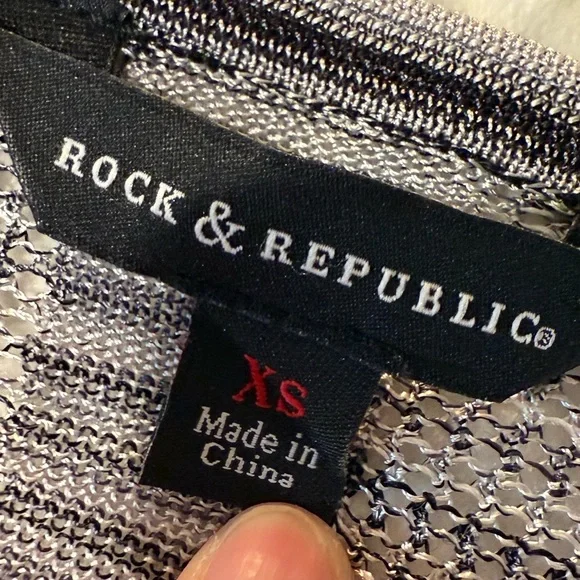 ROCK & REPUBLIC®
XS
Made in
China